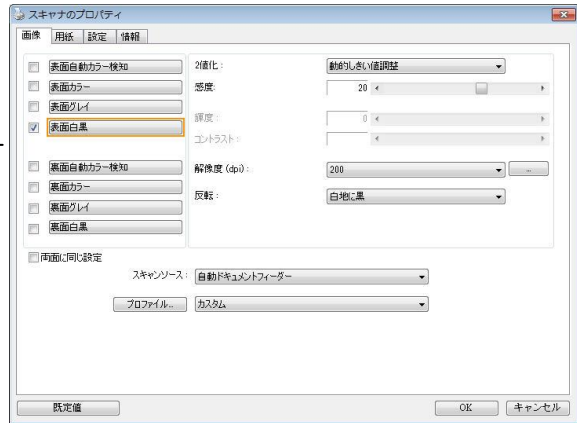 スキャナのプロパティ
画像 用紙 設定 情報
表面自動カラー検知
表面カラー
表面グレイ
表面白黒
裏面自動カラー検知
裏面カラー
裏面グレイ
裏面白黒
2値化: 動的しきい値調整
感度: 20
輝度: 0
コントラスト:
解像度 (dpi): 200 ...
反転: 白地に黒
両面に同じ設定
スキャンソース: 自動ドキュメントフィーダー
プロファイル... カスタム
既定値 OK キャンセル